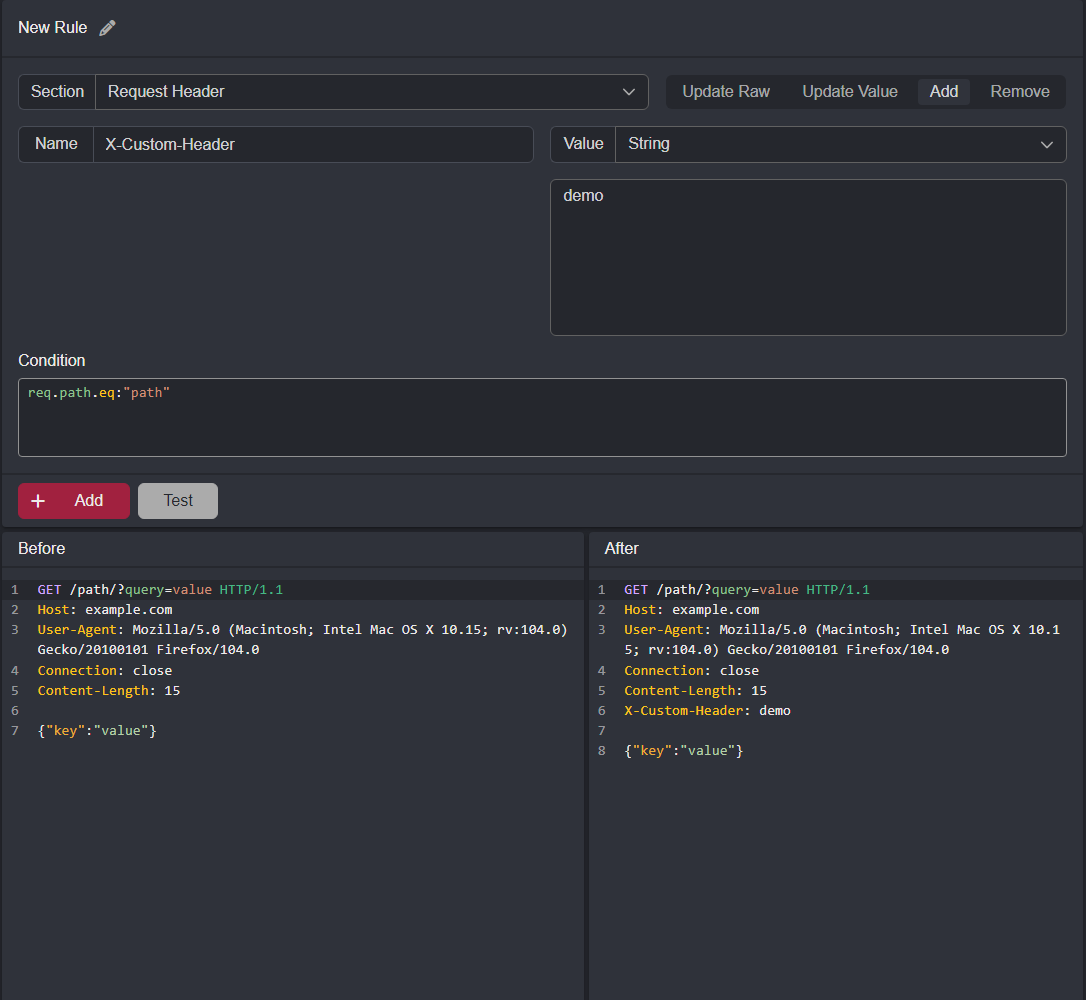 New Rule
Section Request Header Update Raw Update Value Add Remove
Name X-Custom-Header Value String
demo
Condition
req.path.eq:"path"
+ Add Test
Before
1 GET /path/?query=value HTTP/1.1
2 Host: example.com
3 User-Agent: Mozilla/5.0 (Macintosh; Intel Mac OS X 10.15; rv:104.0)
Gecko/20100101 Firefox/104.0
4 Connection: close
5 Content-Length: 15
6
7 {"key":"value"}
After
1 GET /path/?query=value HTTP/1.1
2 Host: example.com
3 User-Agent: Mozilla/5.0 (Macintosh; Intel Mac OS X 10.1
5; rv:104.0) Gecko/20100101 Firefox/104.0
4 Connection: close
5 Content-Length: 15
6 X-Custom-Header: demo
7
8 {"key":"value"}